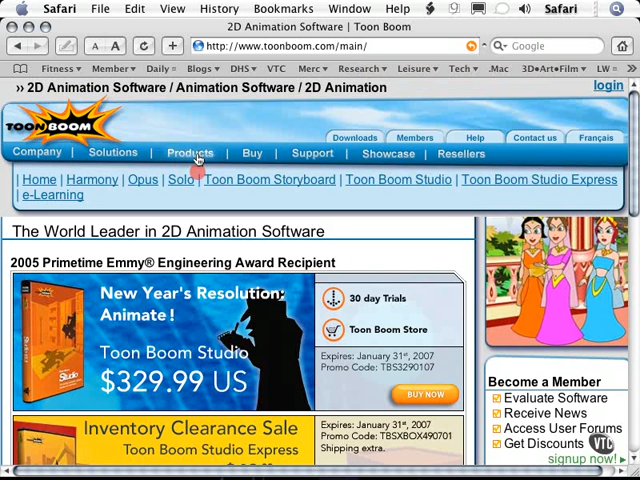 Safari File Edit View History Bookmarks Window Help Safari
2D Animation Software | Toon Boom
A A http://www.toonboom.com/main/ Google
Fitness Member Daily Blogs DHS VTC Merc Research Leisure Tech .Mac 3D•Art•Film LW
›› 2D Animation Software / Animation Software / 2D Animation login
TOON BOOM
Downloads Members Help Contact us Français
Company | Solutions | Products | Buy | Support | Showcase | Resellers
| Home | Harmony | Opus | Solo | Toon Boom Storyboard | Toon Boom Studio | Toon Boom Studio Express
| e-Learning
The World Leader in 2D Animation Software
2005 Primetime Emmy® Engineering Award Recipient
New Year's Resolution:
Animate !
Toon Boom Studio
$329.99 US
Studio
30 day Trials
Toon Boom Store
Expires: January 31st, 2007
Promo Code: TBS3290107
BUY NOW
Inventory Clearance Sale
Toon Boom Studio Express
Expires: January 31st, 2007
Promo Code: TBSXBOX490701
Shipping extra.
Become a Member
Evaluate Software
Receive News
Access User Forums
Get Discounts
signup now!
VTC